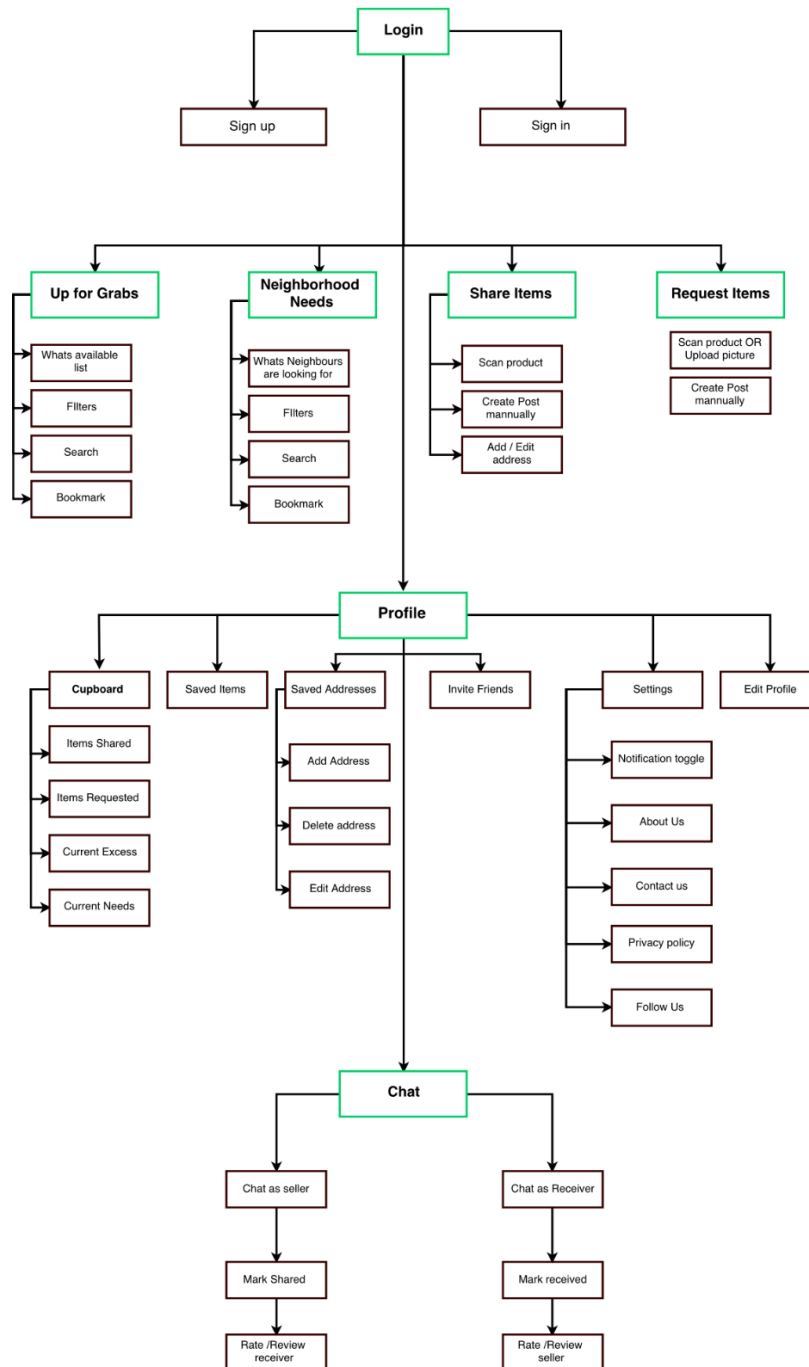 Login
Sign up
Sign in
Up for Grabs
Neighborhood
Needs
Share Items
Request Items
Whats available
list
FIlters
Search
Bookmark
Whats Neighbours
are looking for
FIlters
Search
Bookmark
Scan product
Create Post
mannually
Add / Edit
address
Scan product OR
Upload picture
Create Post
mannually
Profile
Cupboard
Saved Items
Saved Addresses
Invite Friends
Settings
Edit Profile
Items Shared
Items Requested
Current Excess
Current Needs
Add Address
Delete address
Edit Address
Notification toggle
About Us
Contact us
Privacy policy
Follow Us
Chat
Chat as seller
Chat as Receiver
Mark Shared
Mark received
Rate /Review
receiver
Rate /Review
seller